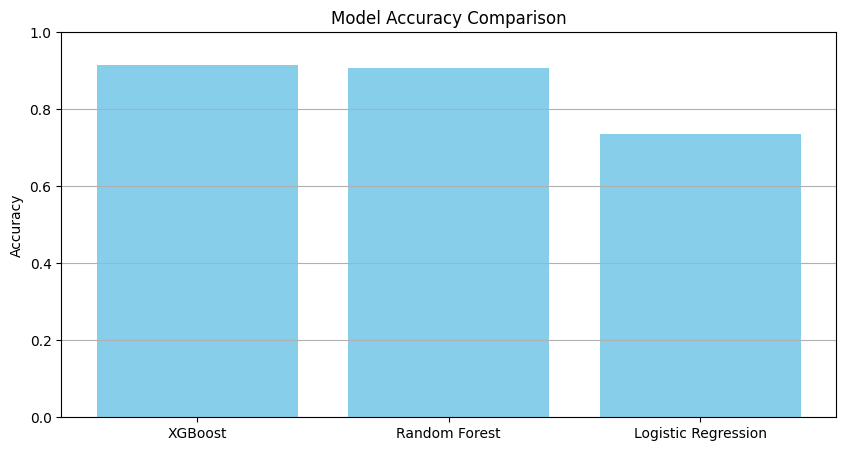 Model Accuracy Comparison
Accuracy
1.0
0.8
0.6
0.4
0.2
0.0
XGBoost
Random Forest
Logistic Regression